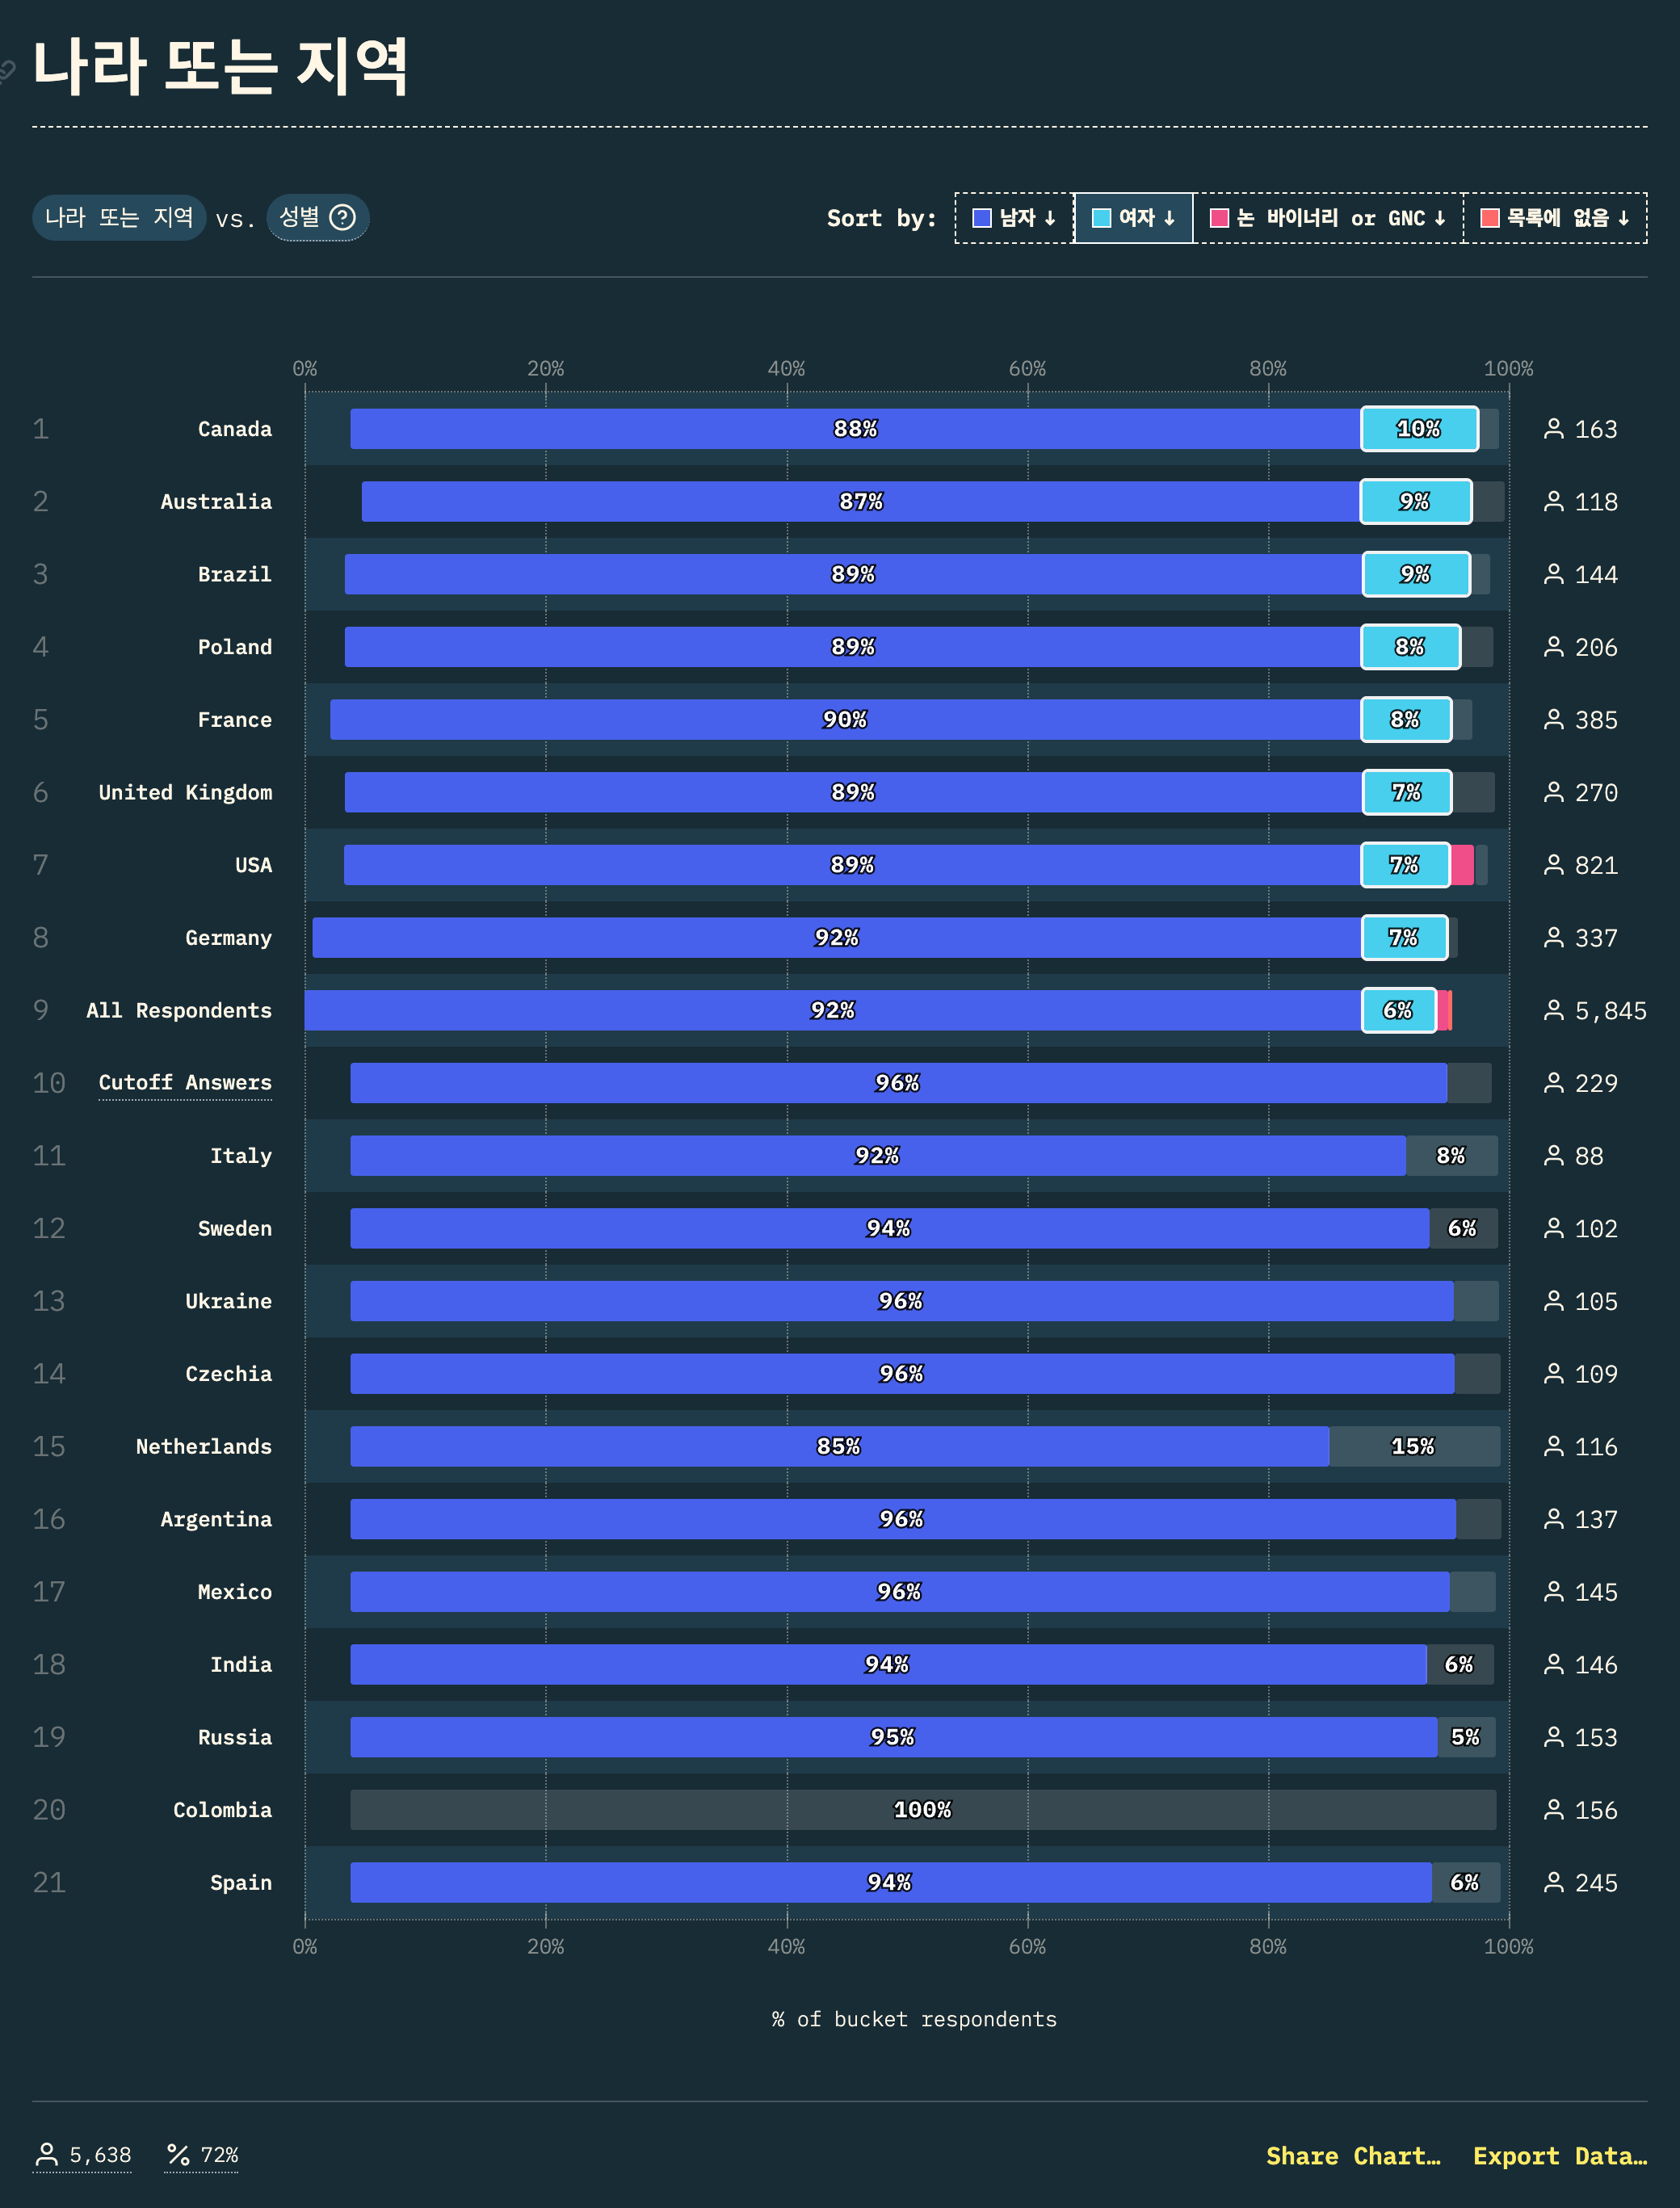 나라 또는 지역
나라 또는 지역 vs. 성별 ?
Sort by: 남자 ↓ 여자 ↓ 논 바이너리 or GNC ↓ 목록에 없음 ↓
0% 20% 40% 60% 80% 100%
1 Canada 88% 10% 163
2 Australia 87% 9% 118
3 Brazil 89% 9% 144
4 Poland 89% 8% 206
5 France 90% 8% 385
6 United Kingdom 89% 7% 270
7 USA 89% 7% 821
8 Germany 92% 7% 337
9 All Respondents 92% 6% 5,845
10 Cutoff Answers 96% 229
11 Italy 92% 8% 88
12 Sweden 94% 6% 102
13 Ukraine 96% 105
14 Czechia 96% 109
15 Netherlands 85% 15% 116
16 Argentina 96% 137
17 Mexico 96% 145
18 India 94% 6% 146
19 Russia 95% 5% 153
20 Colombia 100% 156
21 Spain 94% 6% 245
0% 20% 40% 60% 80% 100%
% of bucket respondents
5,638 % 72% Share Chart… Export Data…